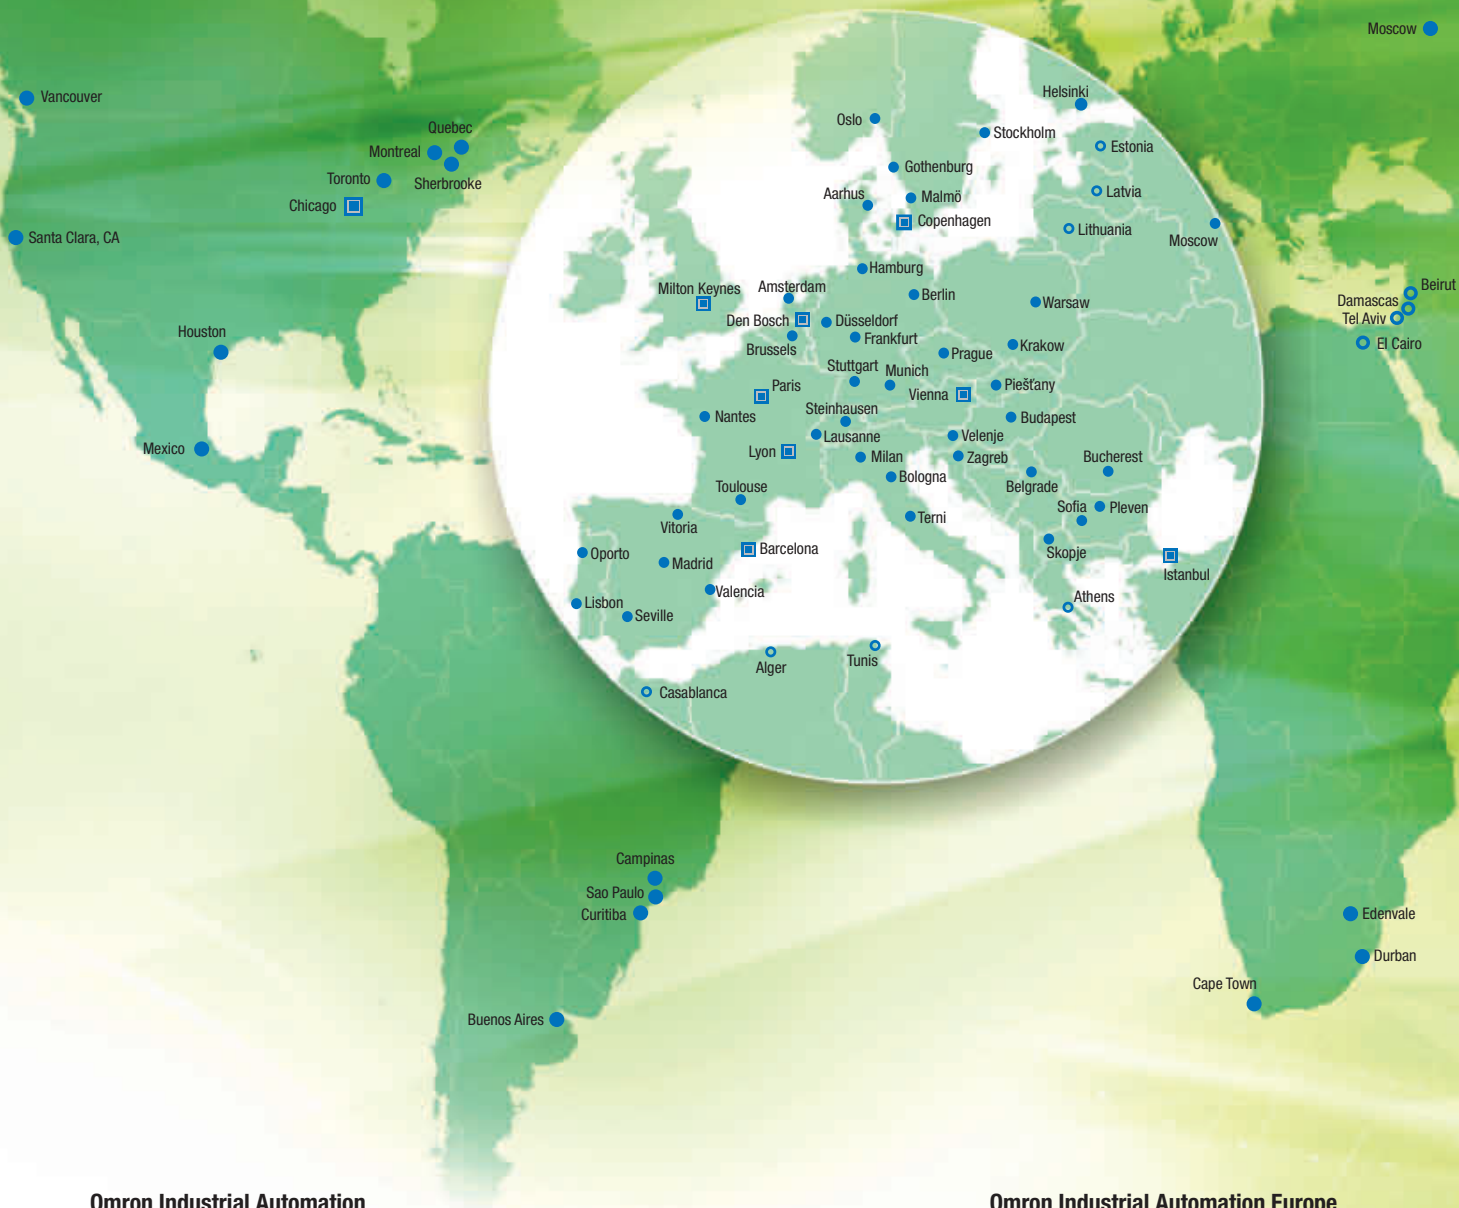 Moscow
Vancouver
Quebec
Montreal
Toronto
Sherbrooke
Chicago
Santa Clara, CA
Houston
Mexico
Helsinki
Oslo
Stockholm
Estonia
Gothenburg
Aarhus
Malmö
Latvia
Copenhagen
Lithuania
Moscow
Hamburg
Milton Keynes
Amsterdam
Berlin
Warsaw
Den Bosch
Düsseldorf
Brussels
Frankfurt
Prague
Krakow
Stuttgart
Munich
Paris
Vienna
Piešťany
Nantes
Steinhausen
Budapest
Lausanne
Velenje
Lyon
Milan
Zagreb
Bucherest
Bologna
Belgrade
Toulouse
Sofia
Pleven
Vitoria
Terni
Oporto
Barcelona
Skopje
Madrid
Istanbul
Valencia
Athens
Lisbon
Seville
Alger
Tunis
Casablanca
Beirut
Damascas
Tel Aviv
El Cairo
Campinas
Sao Paulo
Curitiba
Buenos Aires
Edenvale
Durban
Cape Town
Omron Industrial Automation
Omron Industrial Automation Europe